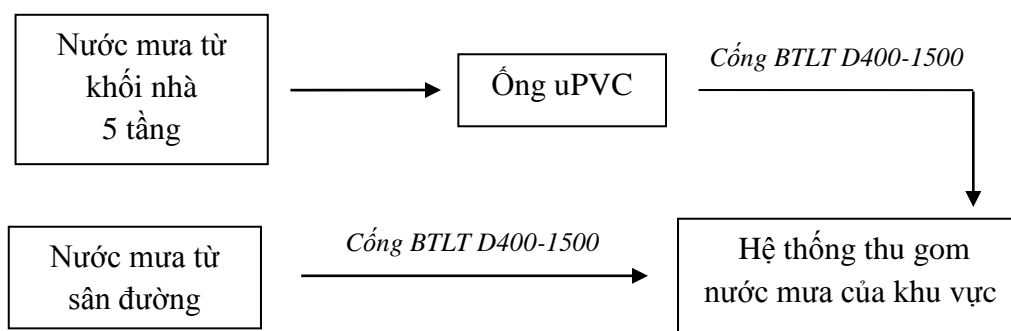 Nước mưa từ
khối nhà
5 tầng
Ống uPVC
Cống BTLT D400-1500
Nước mưa từ
sân đường
Cống BTLT D400-1500
Hệ thống thu gom
nước mưa của khu vực